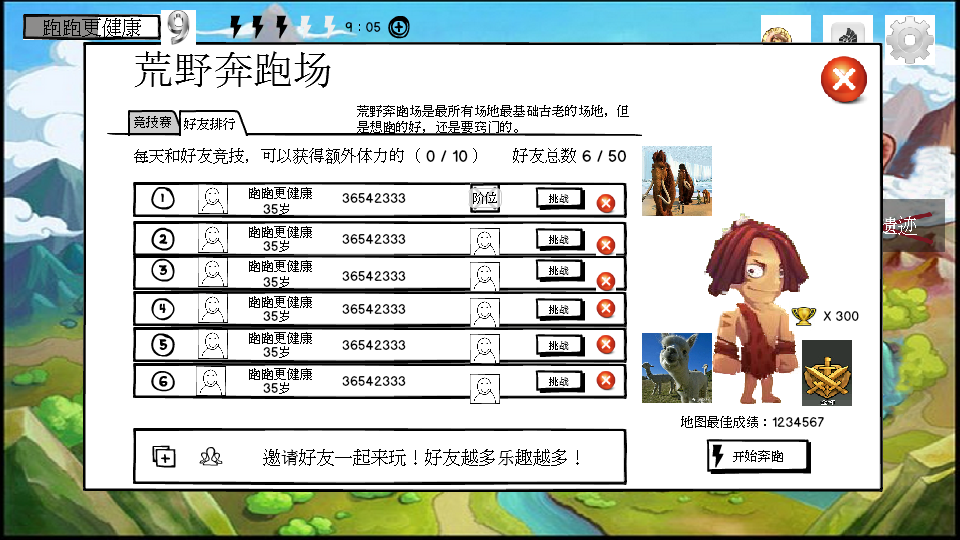 跑跑更健康
9
9:05
荒野奔跑场
竞技赛
好友排行
荒野奔跑场是最所有场地最基础古老的场地，但
是想跑的好，还是要窍门的。
每天和好友竞技，可以获得额外体力的（0 / 10）
好友总数 6 / 50
1
跑跑更健康
35岁
36542333
阶位
挑战
2
跑跑更健康
35岁
36542333
挑战
3
跑跑更健康
35岁
36542333
挑战
4
跑跑更健康
35岁
36542333
挑战
5
跑跑更健康
35岁
36542333
挑战
6
跑跑更健康
35岁
36542333
挑战
邀请好友一起来玩！好友越多乐趣越多！
遗迹
X 300
地图最佳成绩：1234567
开始奔跑